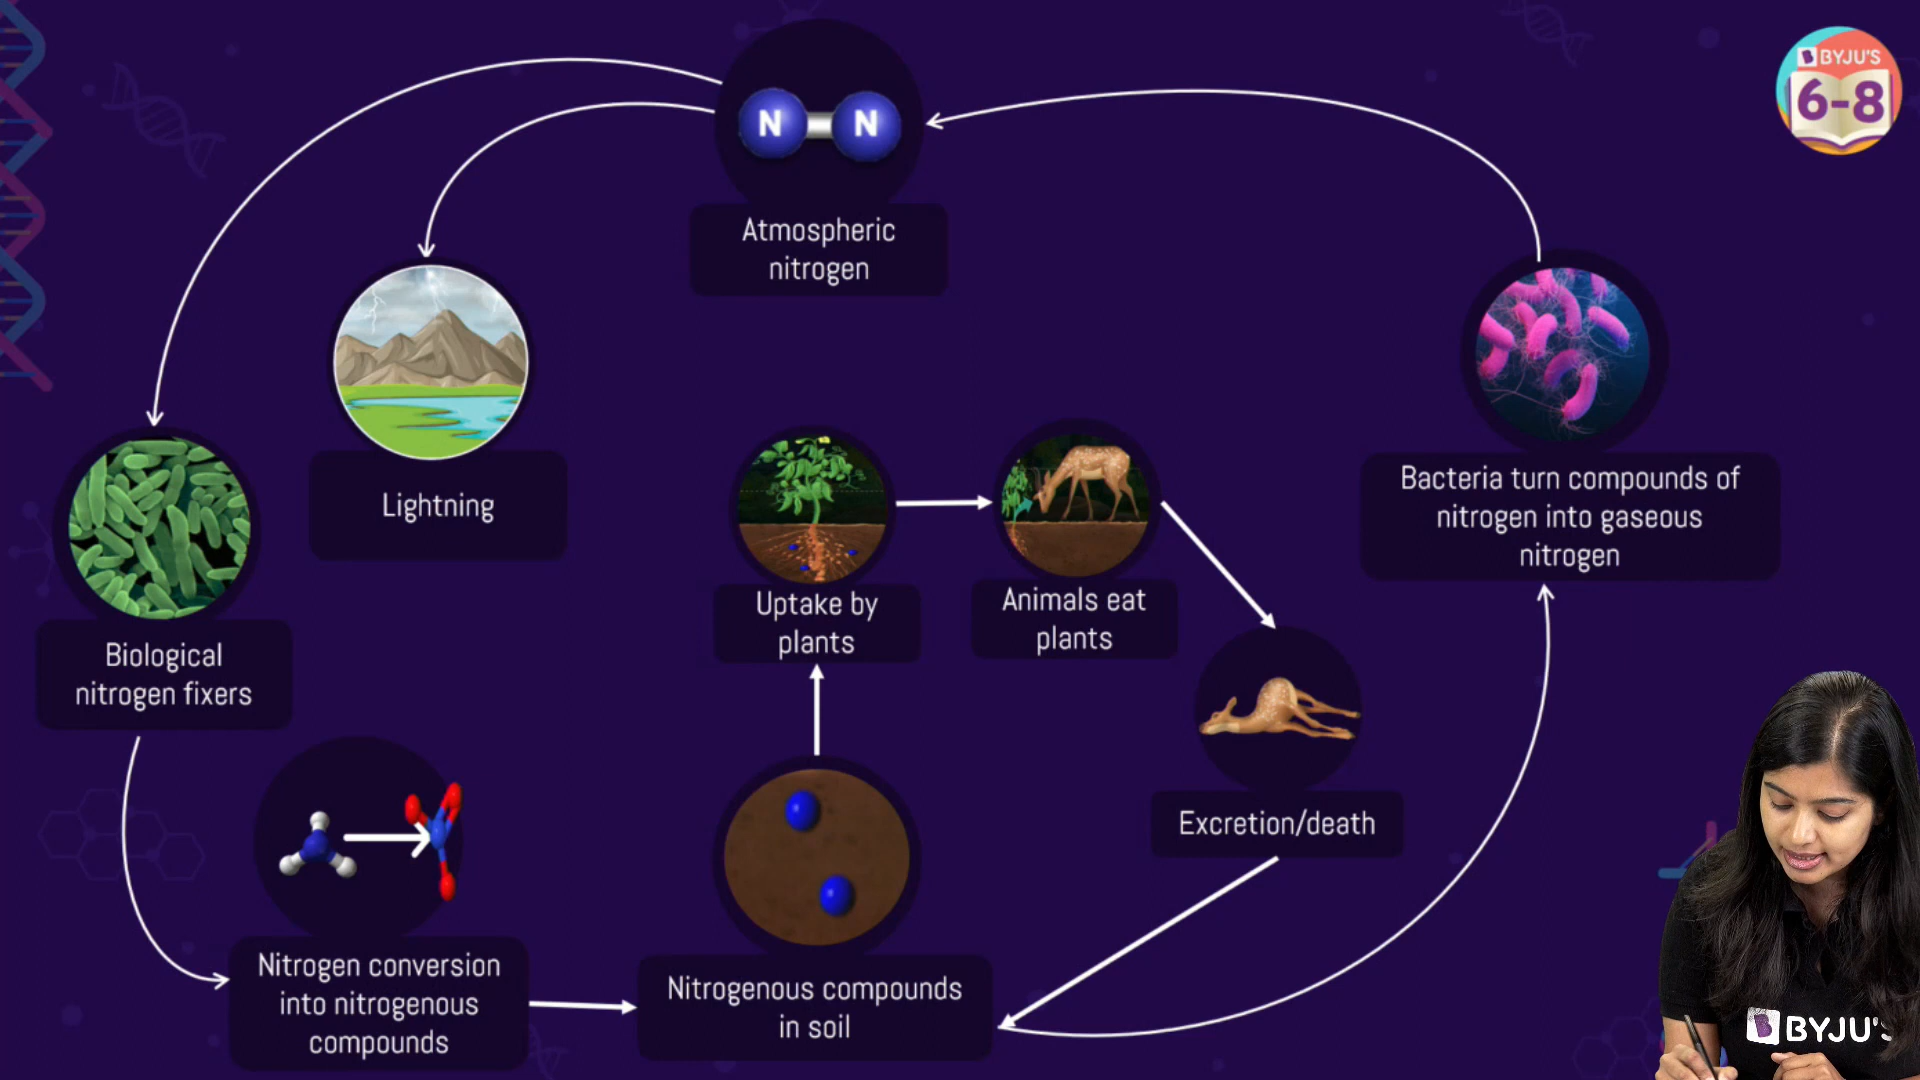 N N
Atmospheric
nitrogen
BYJU'S
6-8
Lightning
Bacteria turn compounds of
nitrogen into gaseous
nitrogen
Biological
nitrogen fixers
Uptake by
plants
Animals eat
plants
Excretion/death
Nitrogen conversion
into nitrogenous
compounds
Nitrogenous compounds
in soil
BYJU'S